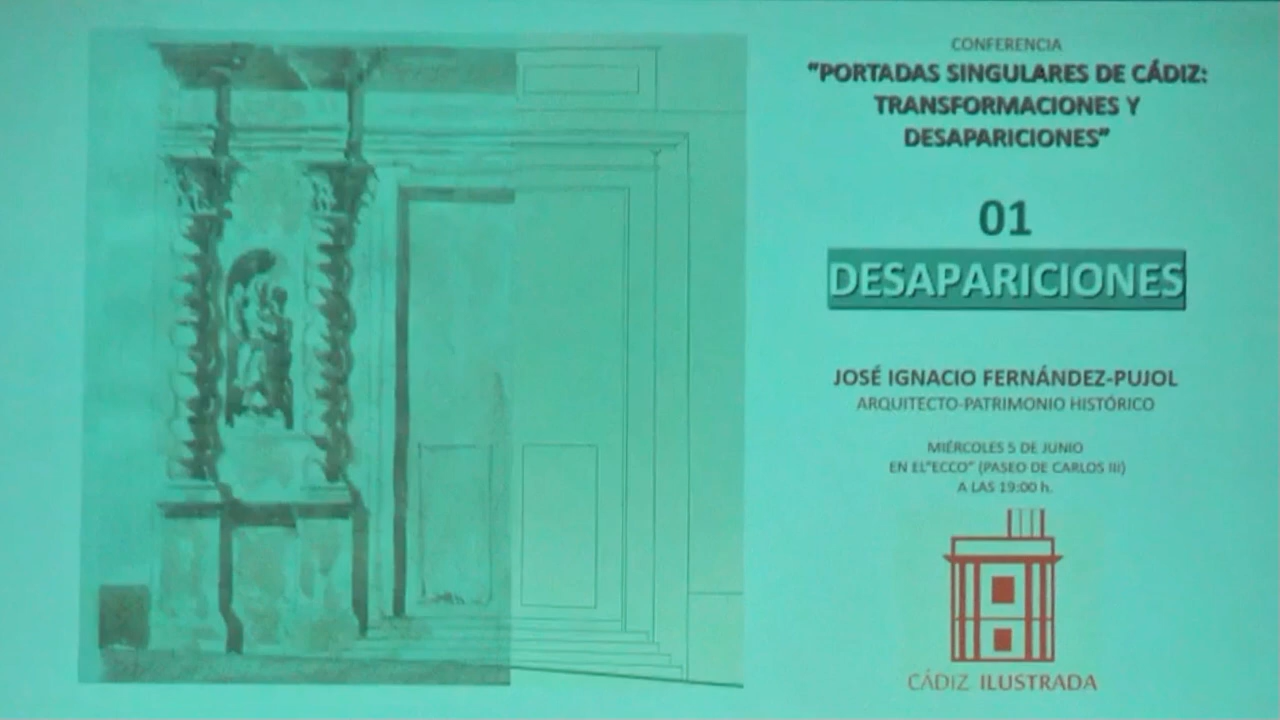 CONFERENCIA
"PORTADAS SINGULARES DE CÁDIZ:
TRANSFORMACIONES Y
DESAPARICIONES"
01
DESAPARICIONES
JOSÉ IGNACIO FERNÁNDEZ-PUJOL
ARQUITECTO-PATRIMONIO HISTÓRICO
MIÉRCOLES 5 DE JUNIO
EN EL"ECCO" (PASEO DE CARLOS III)
A LAS 19:00 h.
CÁDIZ ILUSTRADA